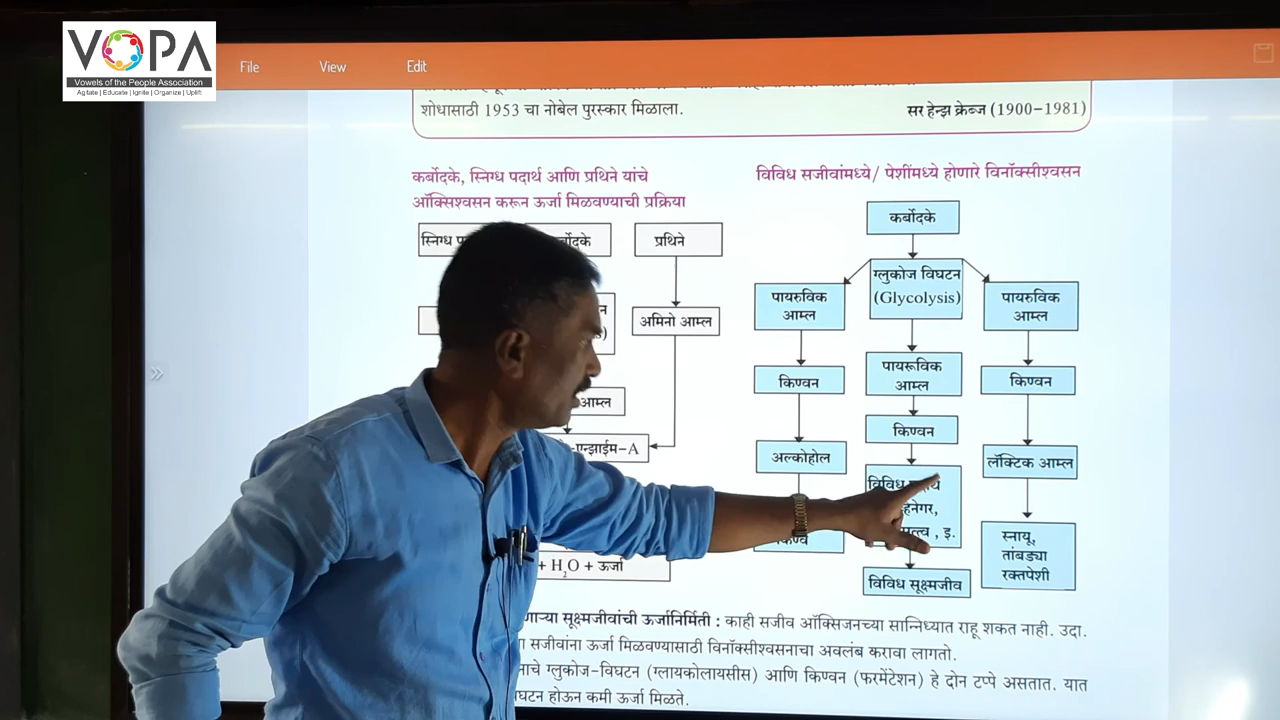 VOPA
Vowels of the People Association
Agitate | Educate | Ignite | Organize | Uplift
File View Edit
शोधासाठी 1953 चा नोबेल पुरस्कार मिळाला.
सर हेन्झ क्रेब्ज (1900-1981)
कर्बोदके, स्निग्ध पदार्थ आणि प्रथिने यांचे
ऑक्सिश्वसन करून ऊर्जा मिळवण्याची प्रक्रिया
स्निग्ध
प्रथिने
अमिनो आम्ल
आम्ल
-एन्झाईम-A
+ H₂O + ऊर्जा
विविध सजीवांमध्ये/ पेशींमध्ये होणारे विनॉक्सीश्वसन
कर्बोदके
ग्लुकोज विघटन
(Glycolysis)
पायरुविक
आम्ल
पायरुविक
आम्ल
पायरूविक
आम्ल
किण्वन
किण्वन
किण्वन
अल्कोहोल
लॅक्टिक आम्ल
विविध
, इ.
स्नायू,
तांबड्या
रक्तपेशी
विविध सूक्ष्मजीव
सूक्ष्मजीवांची ऊर्जानिर्मिती : काही सजीव ऑक्सिजनच्या सान्निध्यात राहू शकत नाही. उदा.
सजीवांना ऊर्जा मिळवण्यासाठी विनॉक्सीश्वसनाचा अवलंब करावा लागतो.
ग्लुकोज-विघटन (ग्लायकोलायसीस) आणि किण्वन (फरमेंटेशन) हे दोन टप्पे असतात. यात
होऊन कमी ऊर्जा मिळते.